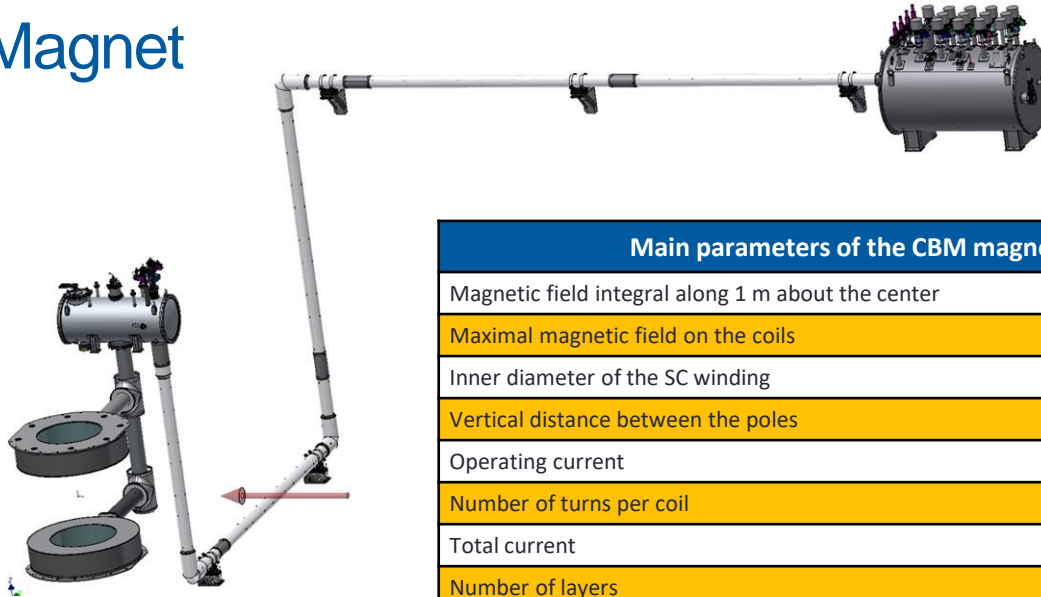 Magnet
Main parameters of the CBM
Magnetic field integral along 1 m about the center
Maximal magnetic field on the coils
Inner diameter of the SC winding
Vertical distance between the poles
Operating current
Number of turns per coil
Total current
Number of layers